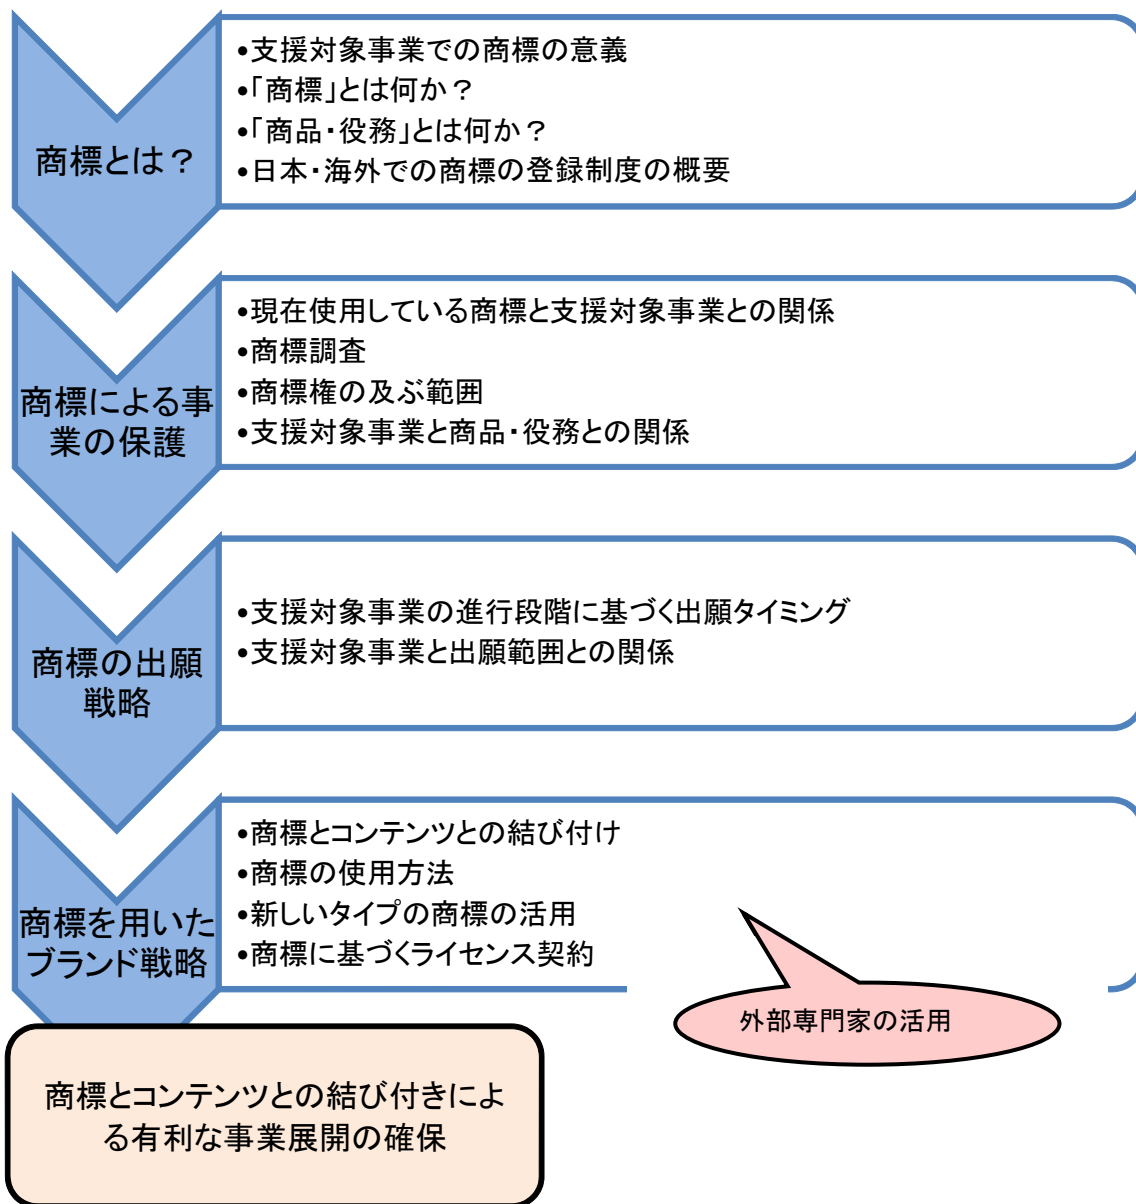 商標とは？
•支援対象事業での商標の意義
•「商標」とは何か？
•「商品・役務」とは何か？
•日本・海外での商標の登録制度の概要
商標による事
業の保護
•現在使用している商標と支援対象事業との関係
•商標調査
•商標権の及ぶ範囲
•支援対象事業と商品・役務との関係
商標の出願
戦略
•支援対象事業の進行段階に基づく出願タイミング
•支援対象事業と出願範囲との関係
商標を用いた
ブランド戦略
•商標とコンテンツとの結び付け
•商標の使用方法
•新しいタイプの商標の活用
•商標に基づくライセンス契約
外部専門家の活用
商標とコンテンツとの結び付きによ
る有利な事業展開の確保